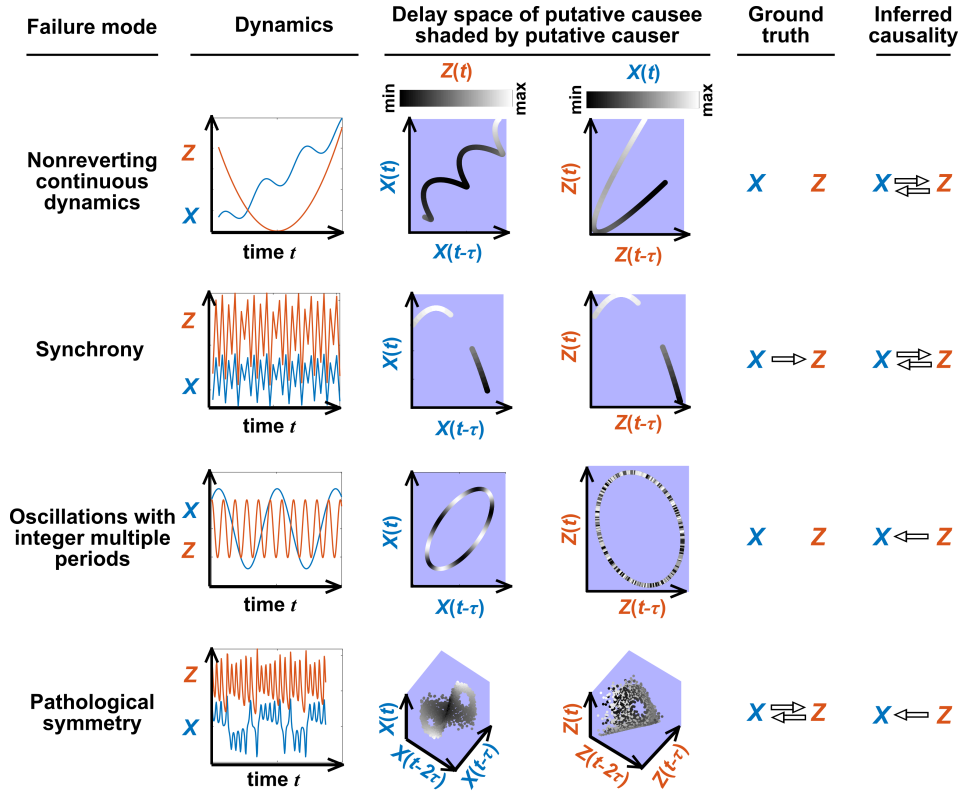 Failure mode
Dynamics
Delay space of putative causee
shaded by putative causer
Ground
truth
Inferred
causality
Z(t)
X(t)
min
max
min
max
Nonreverting
continuous
dynamics
Z
X
time t
X(t)
X(t-τ)
Z(t)
Z(t-τ)
X Z
X Z
Synchrony
Z
X
time t
X(t)
X(t-τ)
Z(t)
Z(t-τ)
X Z
X Z
Oscillations with
integer multiple
periods
X
Z
time t
X(t)
X(t-τ)
Z(t)
Z(t-τ)
X Z
X Z
Pathological
symmetry
Z
X
time t
X(t)
X(t-2τ)
X(t-τ)
Z(t)
Z(t-2τ)
Z(t-τ)
X Z
X Z